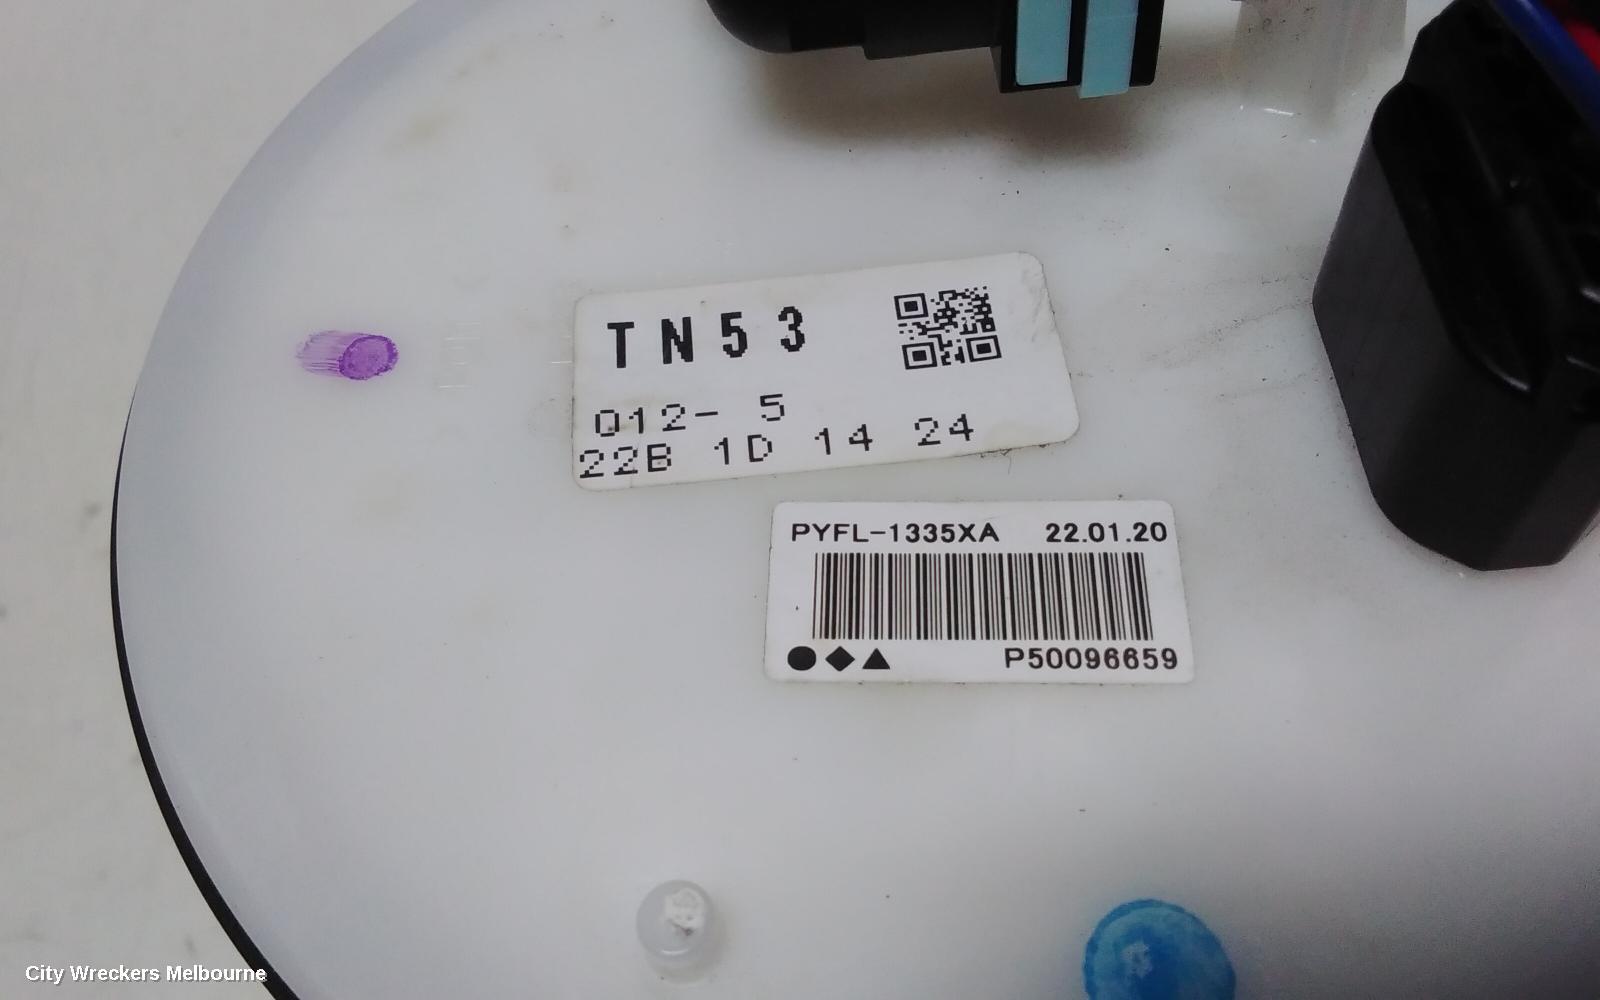 TN53
012- 5
22B 1D 14 24
PYFL-1335XA 22.01.20
P50096659
City Wreckers Melbourne